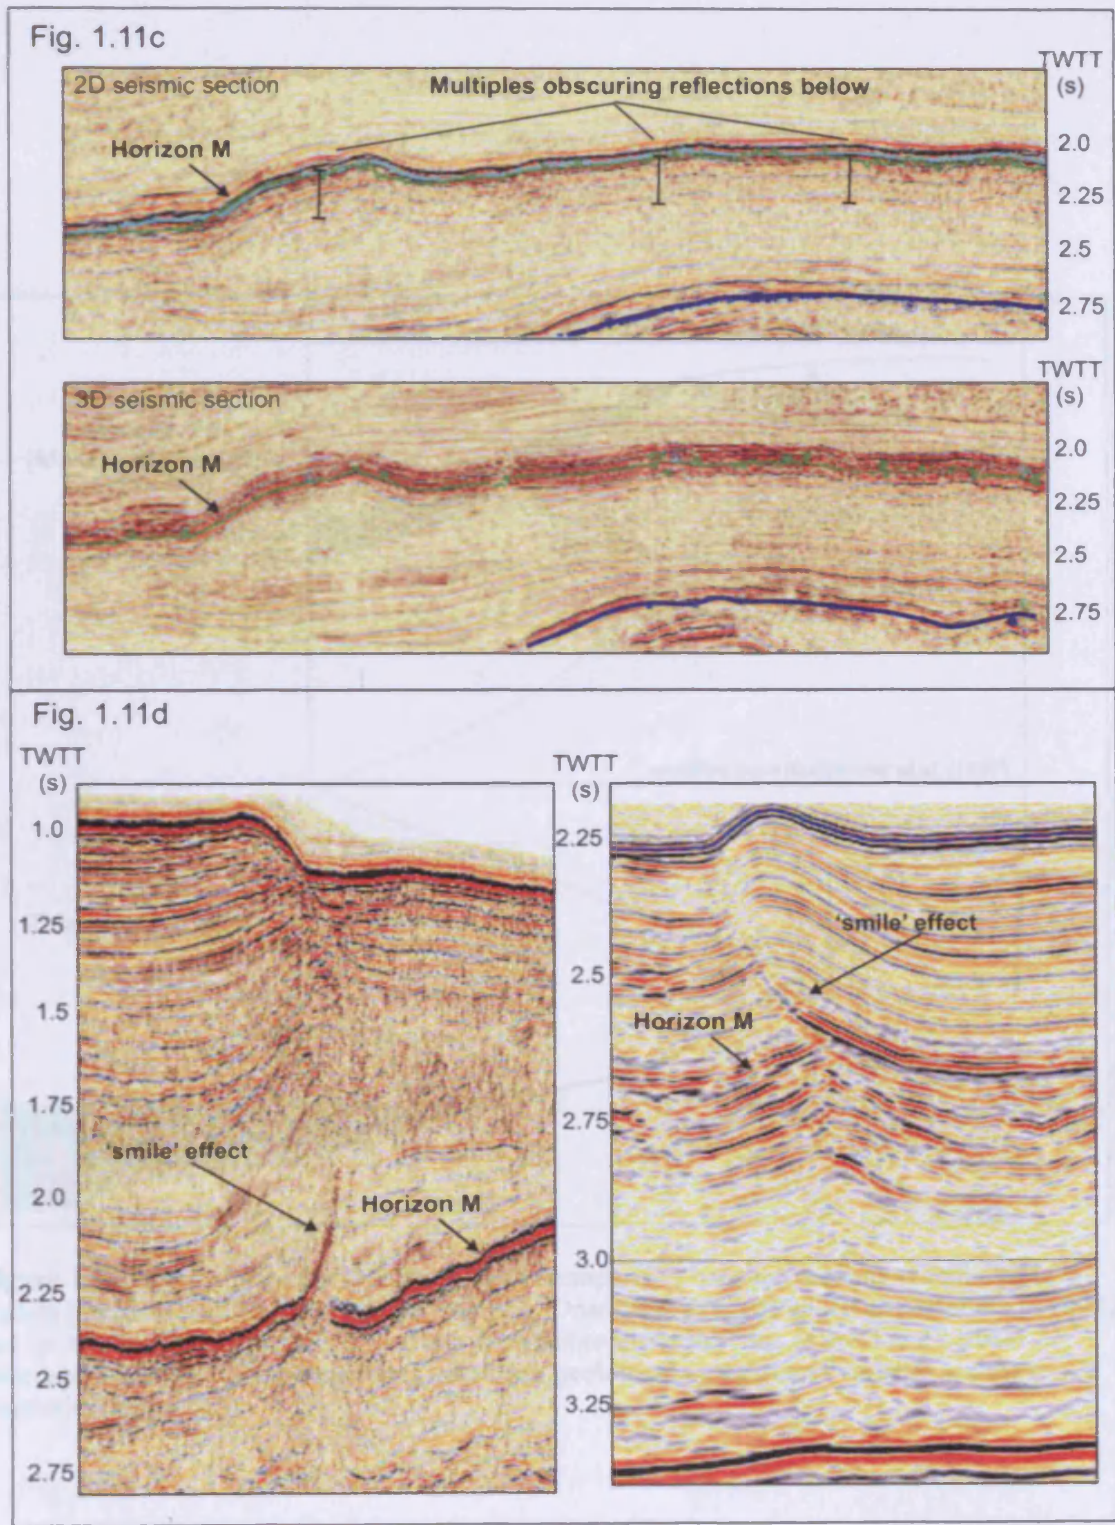 Fig. 1.11c
TWTT
(s)
2D seismic section
Multiples obscuring reflections below
Horizon M
2.0
2.25
2.5
2.75
TWTT
(s)
3D seismic section
Horizon M
2.0
2.25
2.5
2.75
Fig. 1.11d
TWTT
(s)
1.0
1.25
1.5
1.75
2.0
2.25
2.5
2.75
'smile' effect
Horizon M
TWTT
(s)
2.25
2.5
2.75
3.0
3.25
'smile' effect
Horizon M